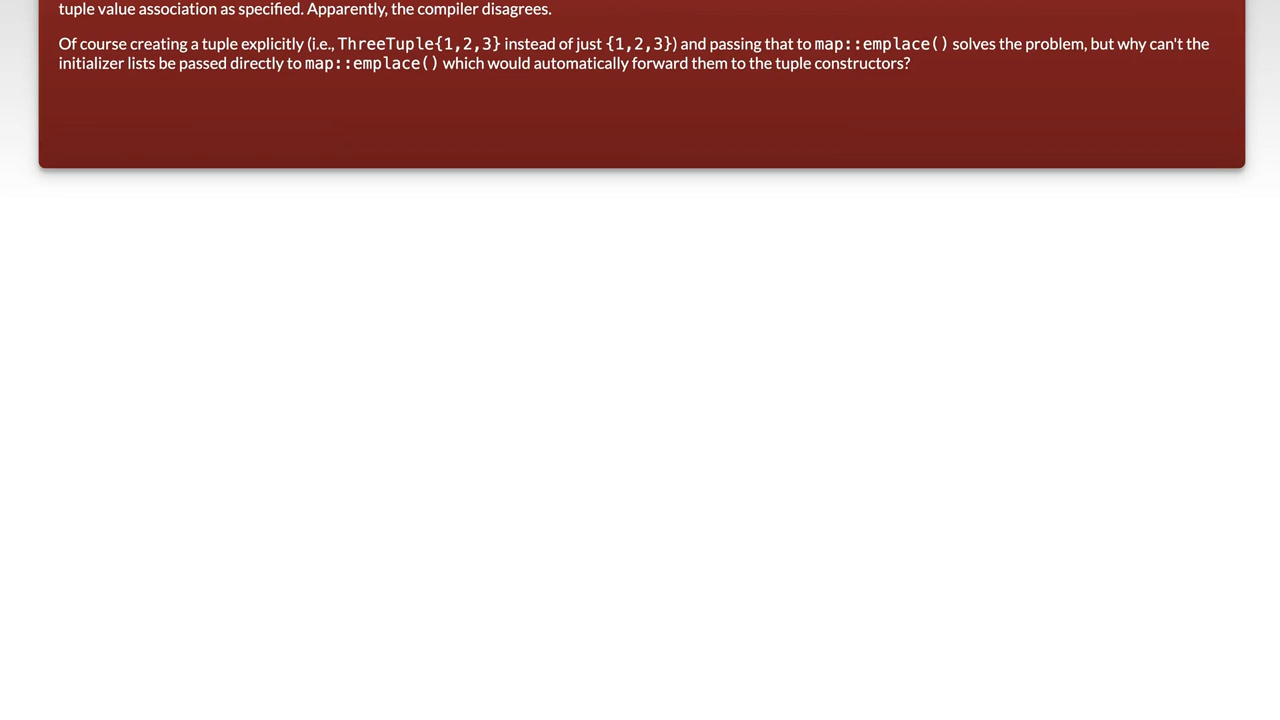 tuple value association as specified. Apparently, the compiler disagrees.
Of course creating a tuple explicitly (i.e., ThreeTuple{1,2,3} instead of just {1,2,3}) and passing that to map::emplace() solves the problem, but why can't the
initializer lists be passed directly to map::emplace() which would automatically forward them to the tuple constructors?